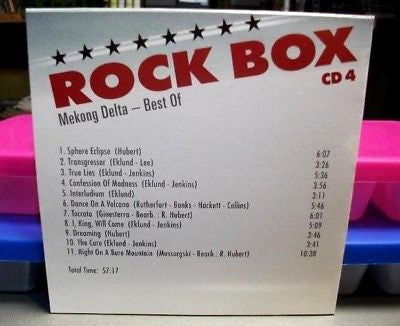 ROCK BOX
CD 4
Mekong Delta – Best Of
1. Sphere Eclipse (Hubert) 6:07
2. Transgressor (Eklund - Lee) 3:26
3. True Lies (Eklund - Jenkins) 5:36
4. Confession Of Madness (Eklund - Jenkins) 3:56
5. Interludium (Eklund) 3:11
6. Dance On A Volcano (Rutherfort - Banks - Hackett - Collins) 5:46
7. Toccata (Ginesterra - Bearb. : R. Hubert) 6:01
8. I, King, Will Come (Eklund - Jenkins) 5:09
9. Dreaming (Hubert) 3:46
10. The Cure (Eklund - Jenkins) 3:41
11. Night On A Bare Mountain (Mussurgski - Bearb.: R. Hubert) 10:38
Total Time: 57:17